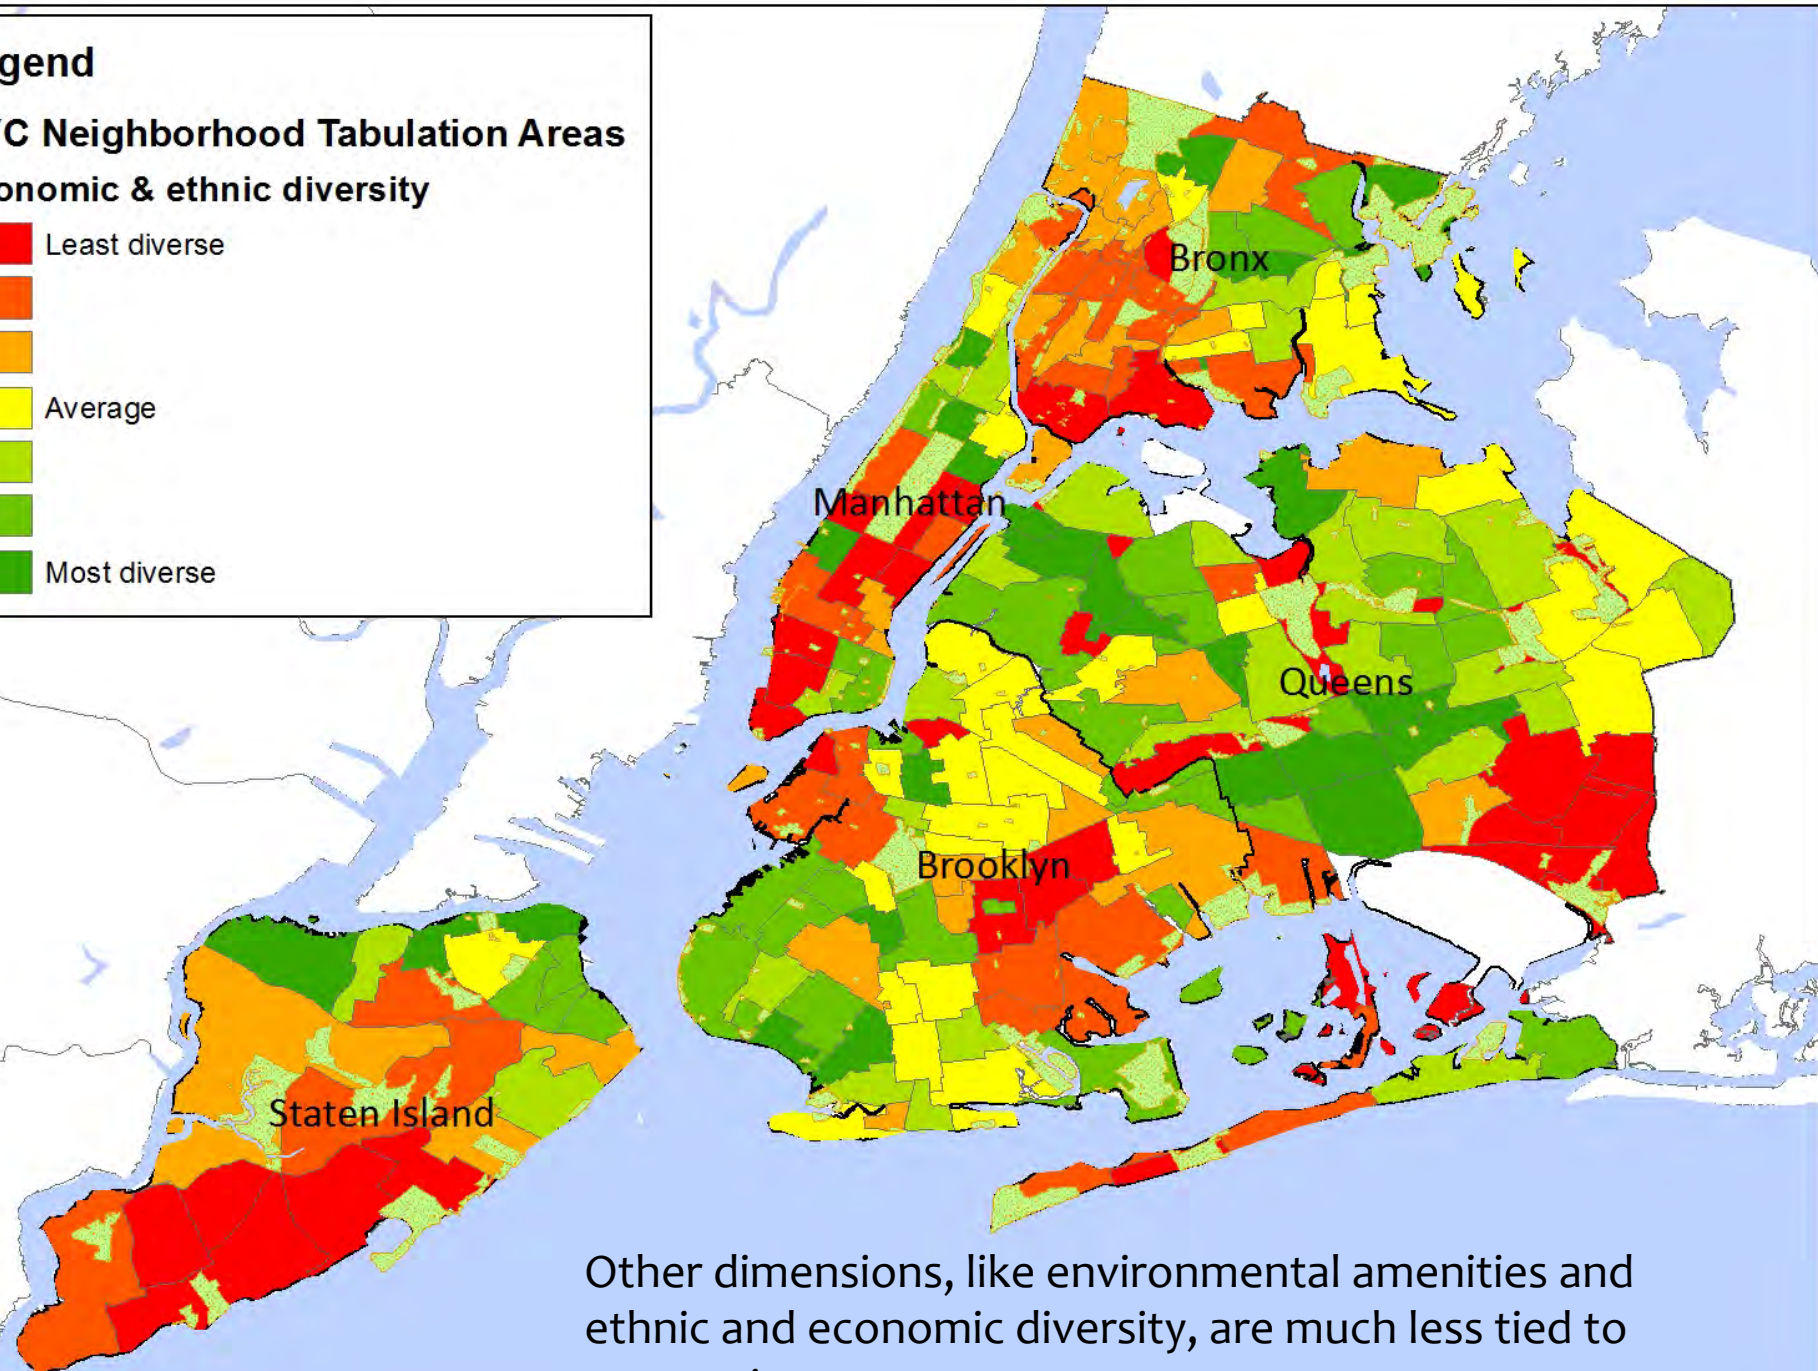 gend
C Neighborhood Tabulation Areas
onomic & ethnic diversity
Least diverse
Average
Most diverse
Bronx
Manhattan
Queens
Brooklyn
Staten Island
Other dimensions, like environmental amenities and
ethnic and economic diversity, are much less tied to